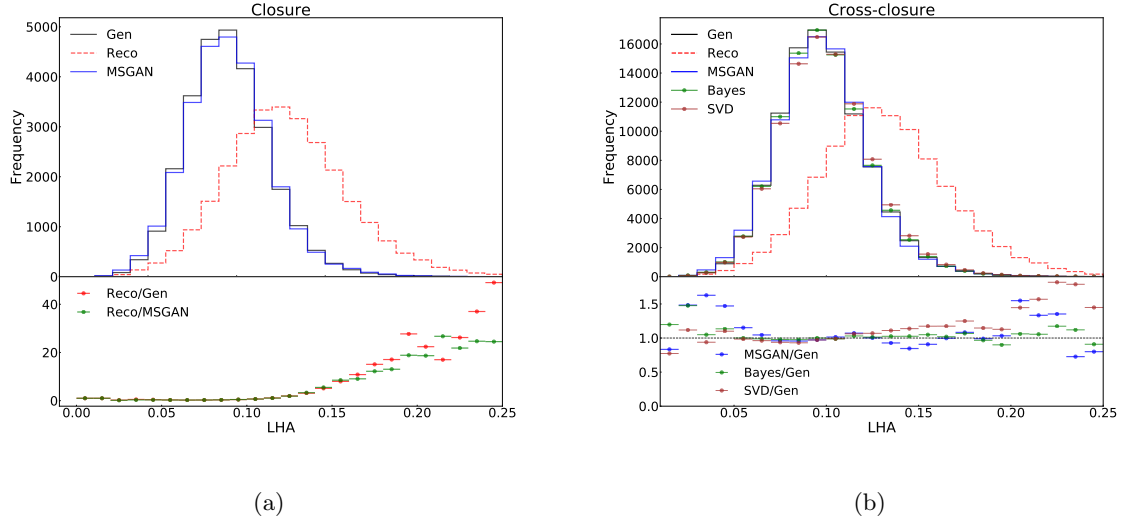 Closure
5000
4000
3000
2000
1000
0
Frequency
Gen
Reco
MSGAN
40
20
0
Reco/Gen
Reco/MSGAN
0.00
0.05
0.10
0.15
0.20
0.25
LHA
(a)
Cross-closure
16000
14000
12000
10000
8000
6000
4000
2000
0
Frequency
Gen
Reco
MSGAN
Bayes
SVD
1.5
1.0
0.5
0.0
MSGAN/Gen
Bayes/Gen
SVD/Gen
0.05
0.10
0.15
0.20
0.25
LHA
(b)